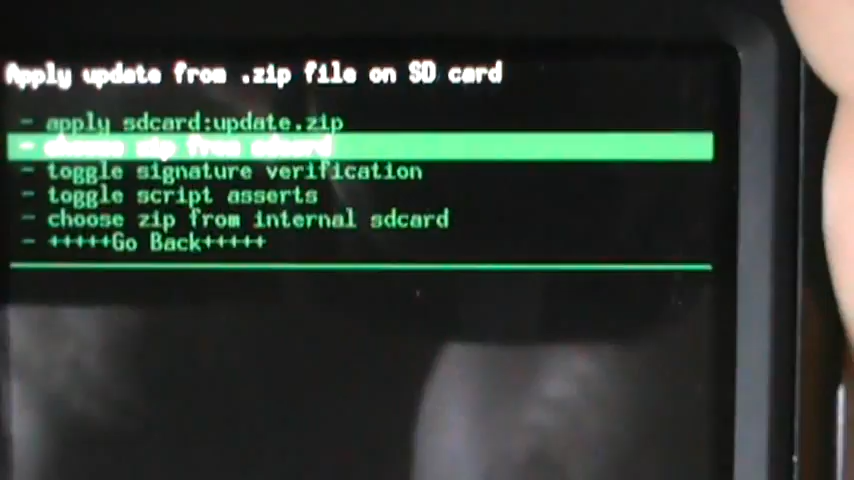 Apply update from .zip file on SD card
- apply sdcard:update.zip
- choose zip from sdcard
- toggle signature verification
- toggle script asserts
- choose zip from internal sdcard
- +++++Go Back+++++